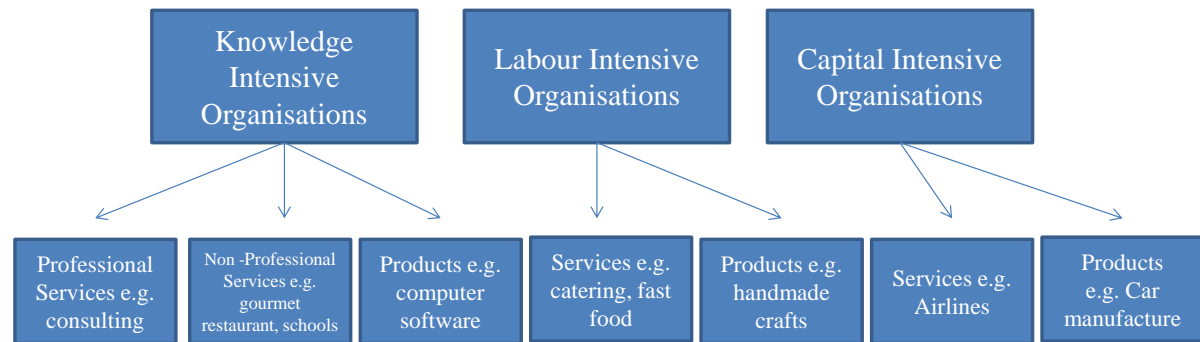 Knowledge
Intensive
Organisations
Labour Intensive
Organisations
Capital Intensive
Organisations
Professional
Services e.g.
consulting
Non -Professional
Services e.g.
gourmet
restaurant, schools
Products e.g.
computer
software
Services e.g.
catering, fast
food
Products e.g.
handmade
crafts
Services e.g.
Airlines
Products
e.g. Car
manufacture